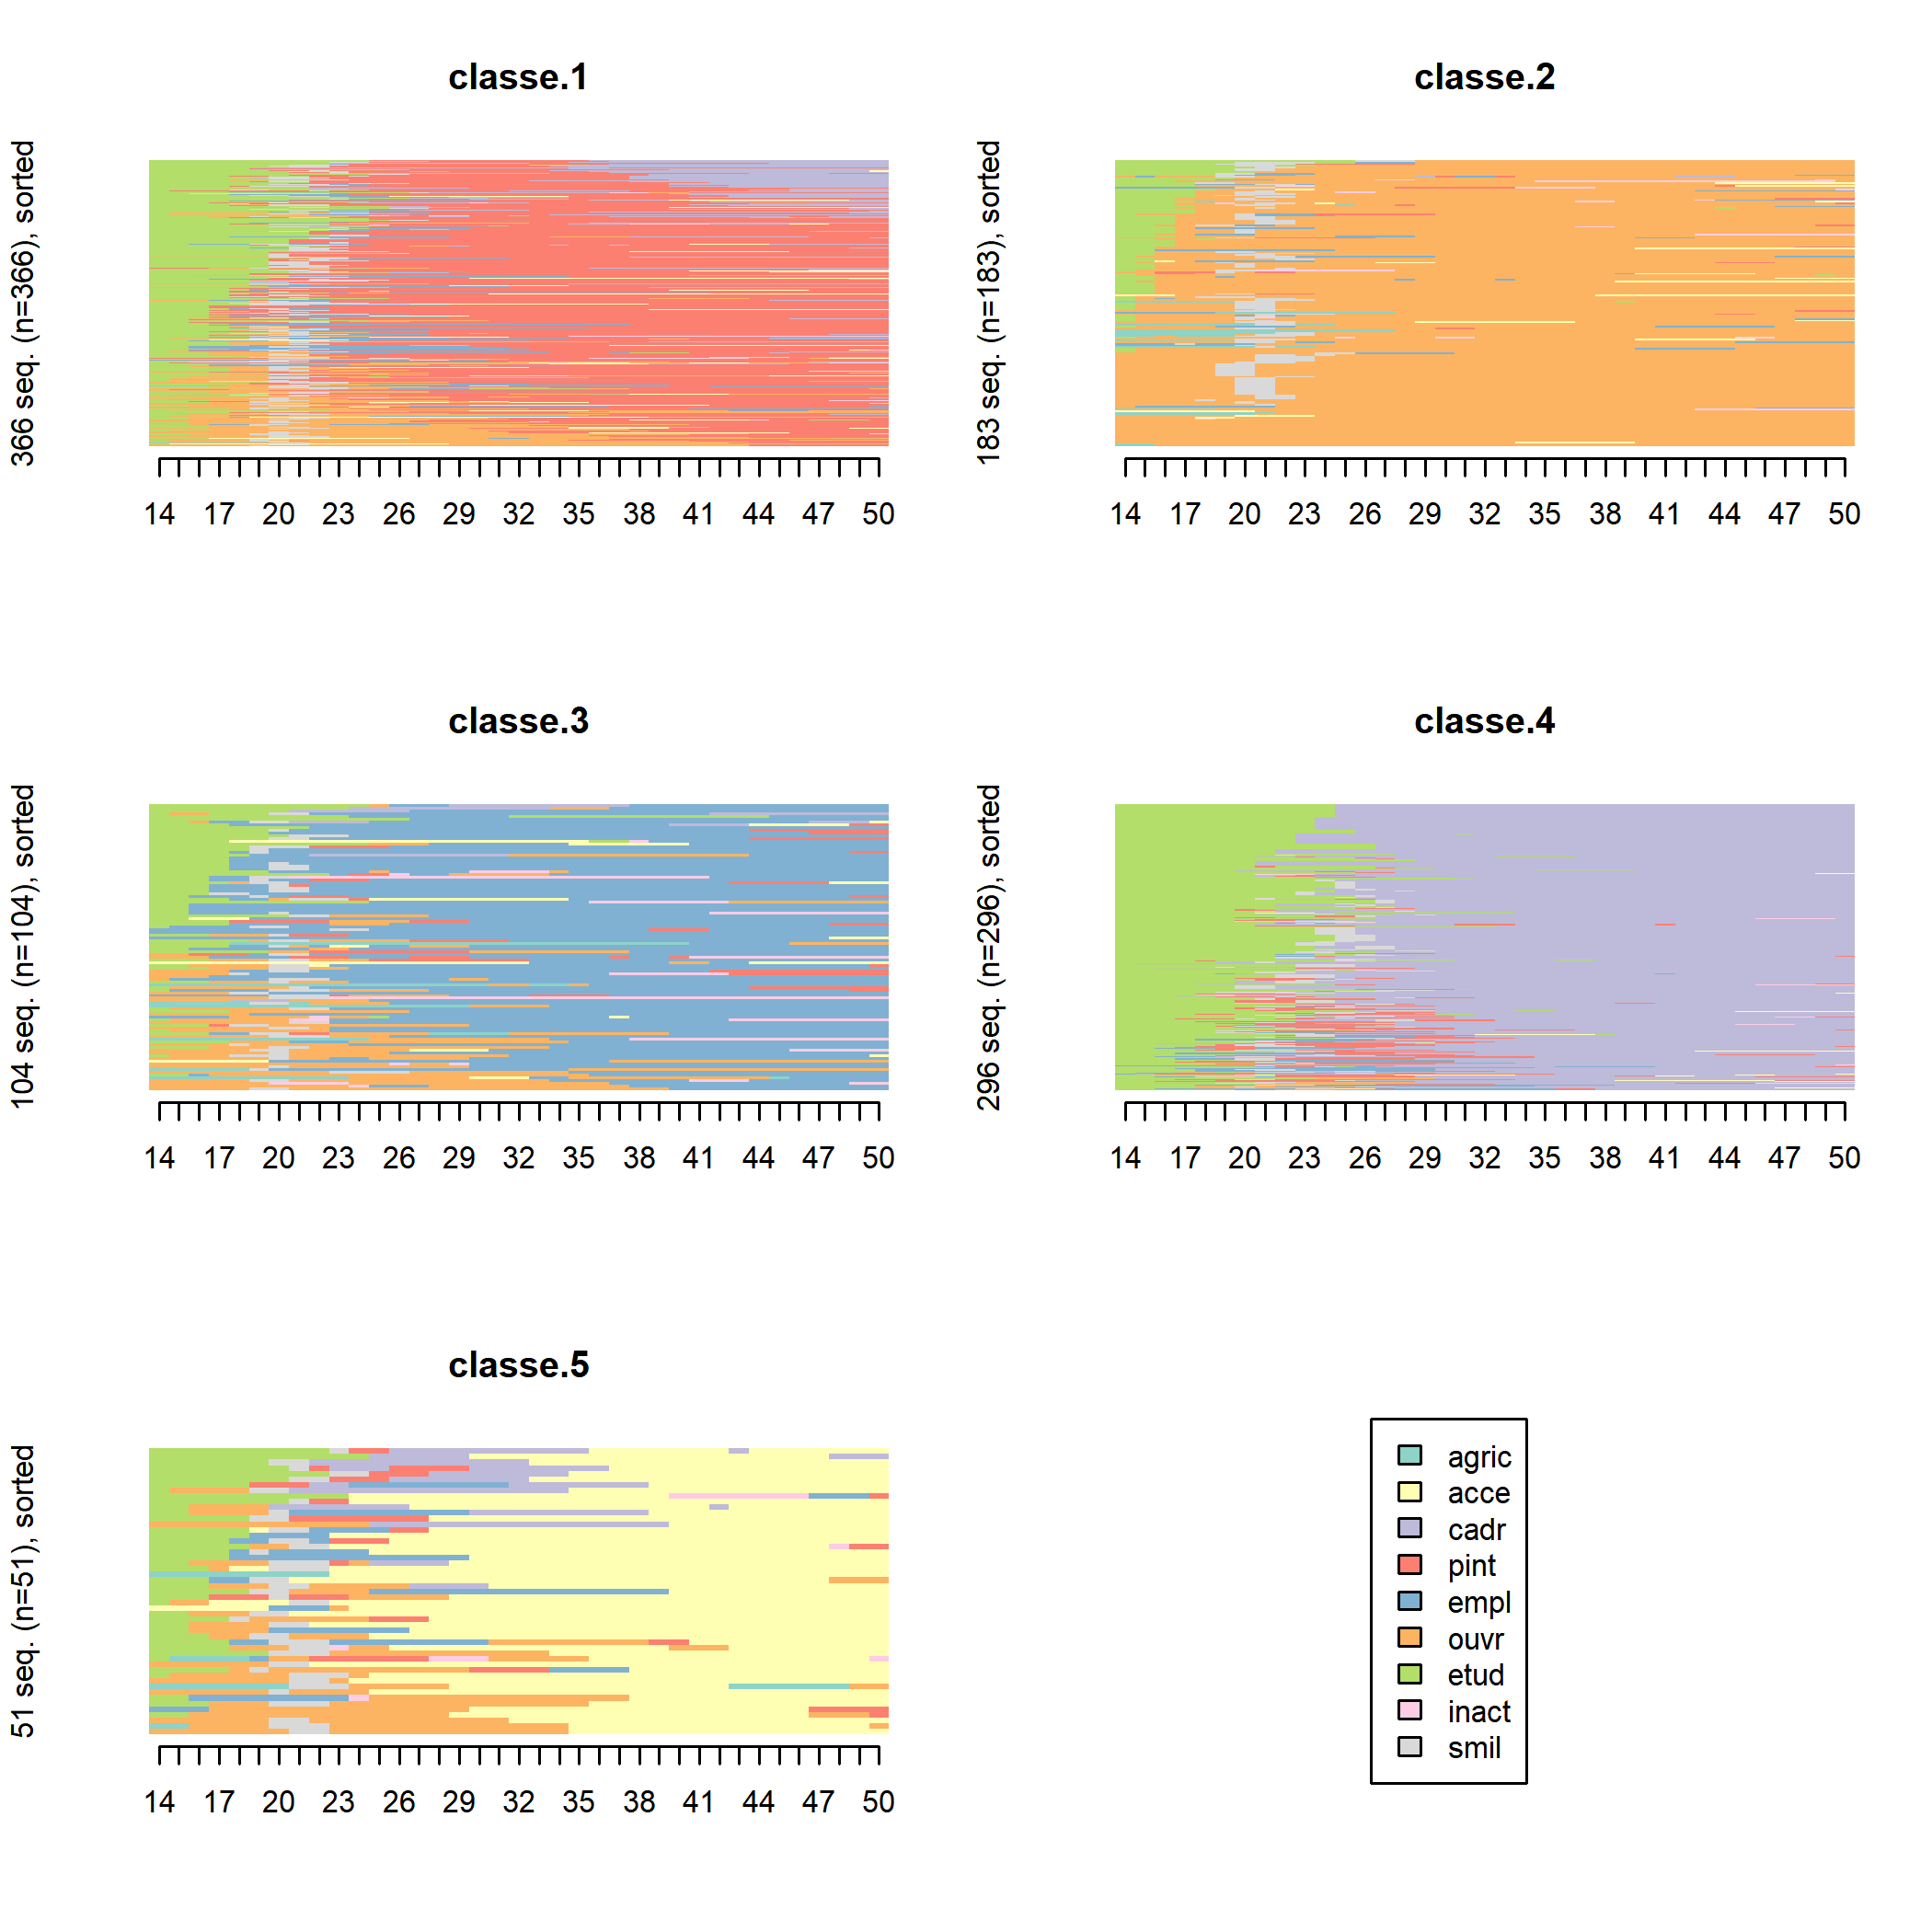 classe.1
366 seq. (n=366), sorted
14 17 20 23 26 29 32 35 38 41 44 47 50
classe.2
183 seq. (n=183), sorted
14 17 20 23 26 29 32 35 38 41 44 47 50
classe.3
104 seq. (n=104), sorted
14 17 20 23 26 29 32 35 38 41 44 47 50
classe.4
296 seq. (n=296), sorted
14 17 20 23 26 29 32 35 38 41 44 47 50
classe.5
51 seq. (n=51), sorted
14 17 20 23 26 29 32 35 38 41 44 47 50
agric
acce
cadr
pint
empl
ouvr
etud
inact
smil